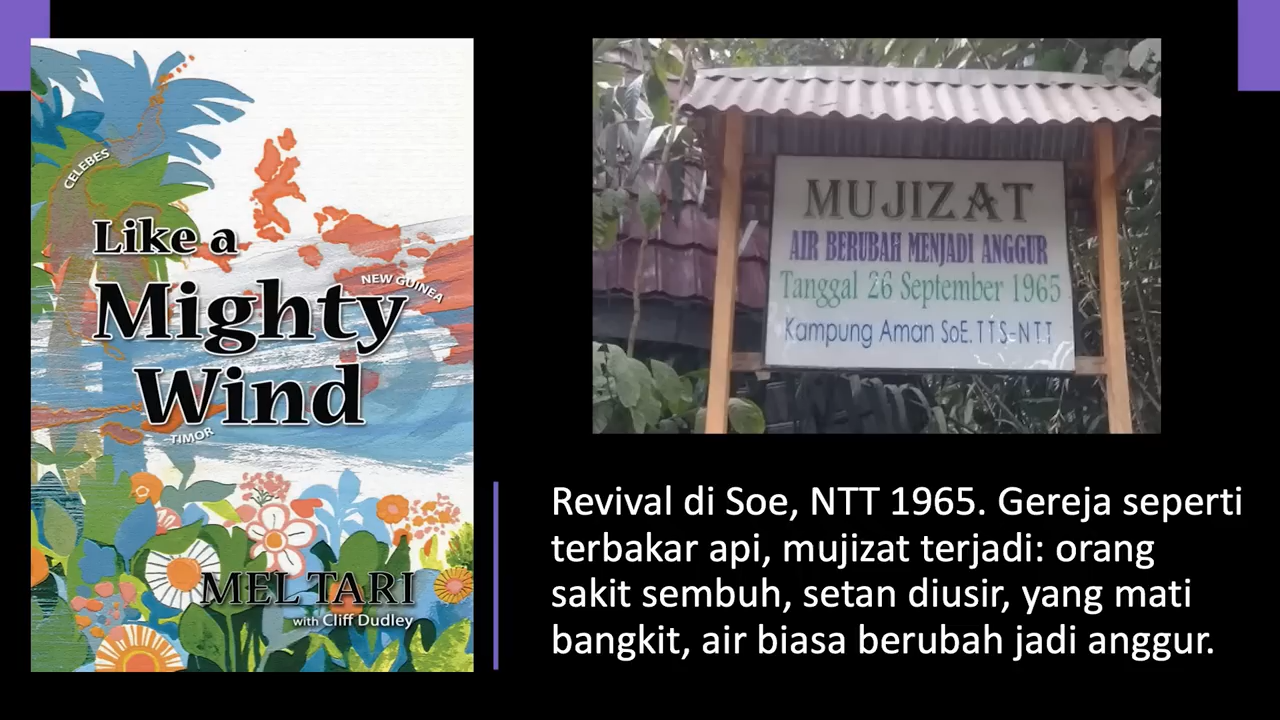 CELEBES
Like a
NEW GUINEA
Mighty
Wind
TIMOR
MEL TARI
with Cliff Dudley
MUJIZAT
AIR BERUBAH MENJADI ANGGUR
Tanggal 26 September 1965
Kampung Aman SoE.TTS-NTT
Revival di Soe, NTT 1965. Gereja seperti
terbakar api, mujizat terjadi: orang
sakit sembuh, setan diusir, yang mati
bangkit, air biasa berubah jadi anggur.